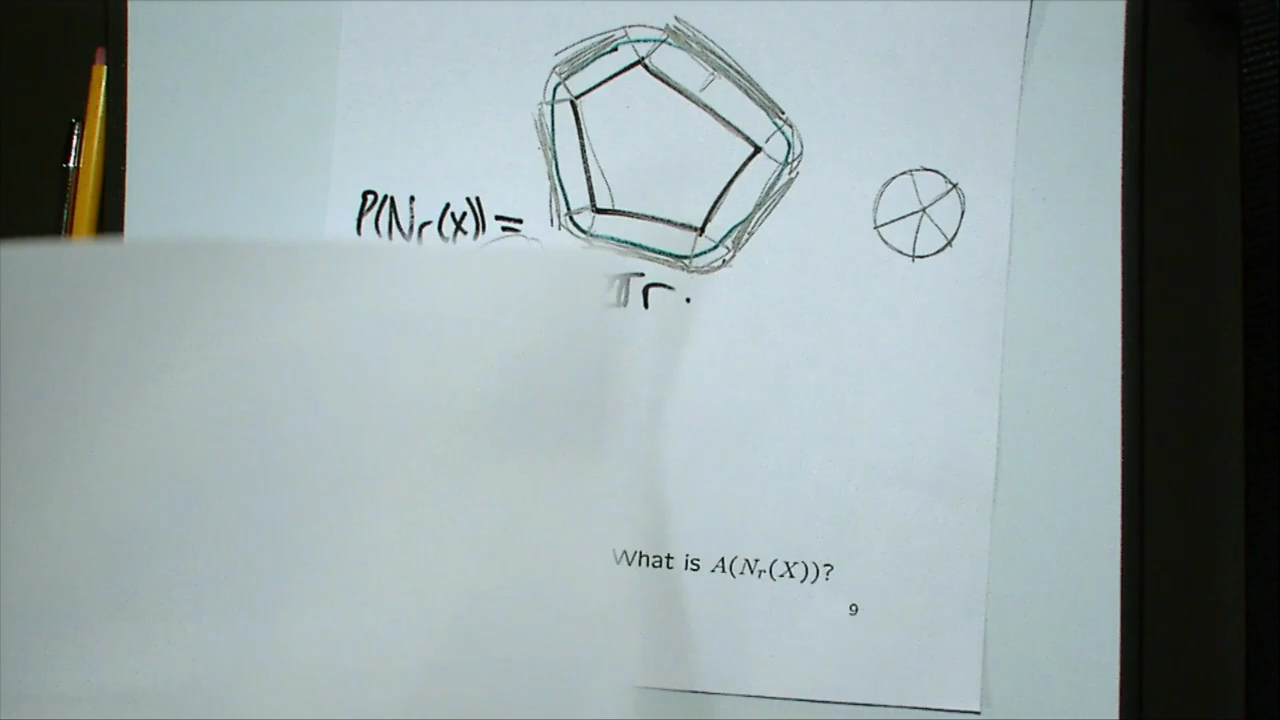 P(Nr(x)) =
r.
What is A(Nr(X))?
9